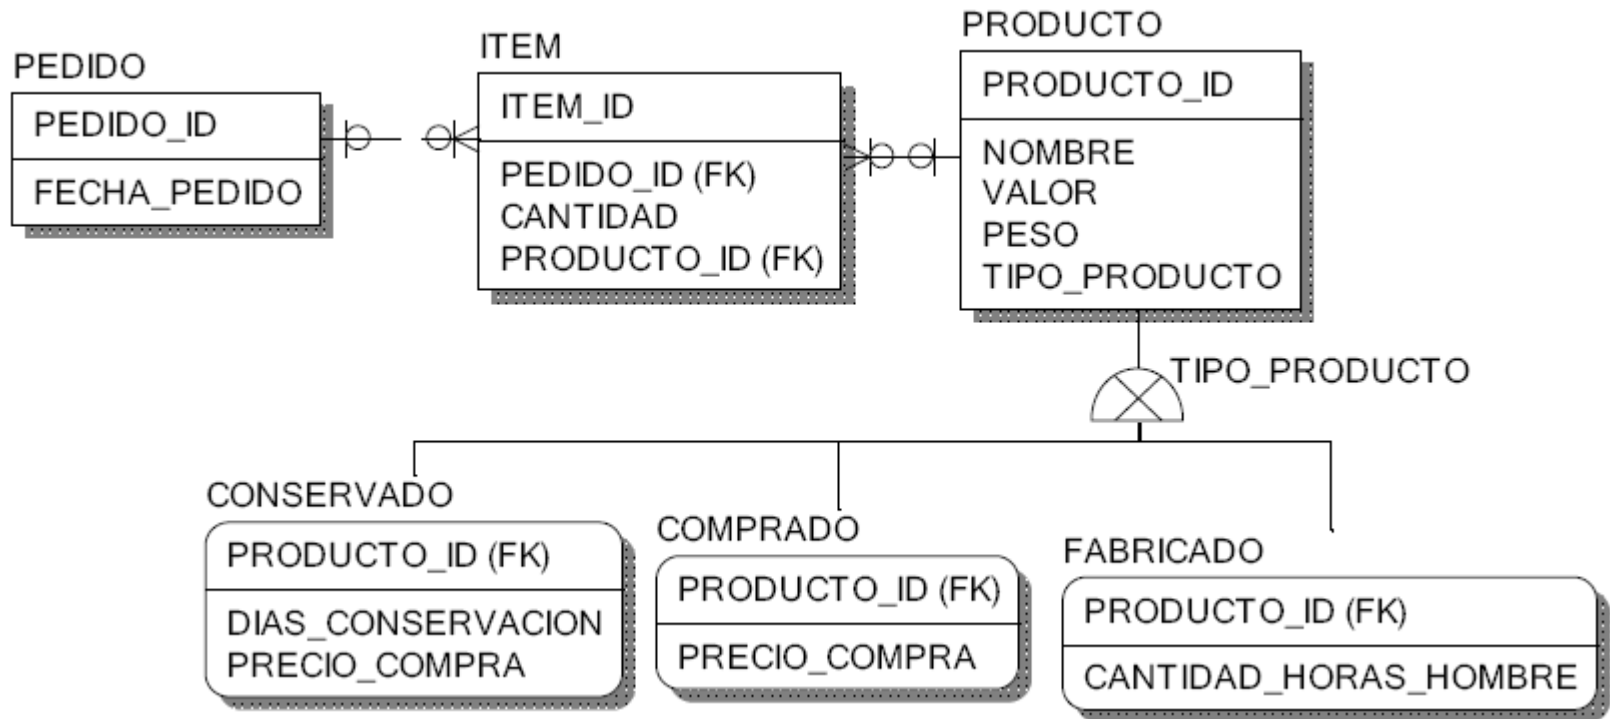 PEDIDO
PEDIDO_ID
FECHA_PEDIDO
ITEM
ITEM_ID
PEDIDO_ID (FK)
CANTIDAD
PRODUCTO_ID (FK)
PRODUCTO
PRODUCTO_ID
NOMBRE
VALOR
PESO
TIPO_PRODUCTO
TIPO_PRODUCTO
CONSERVADO
PRODUCTO_ID (FK)
DIAS_CONSERVACION
PRECIO_COMPRA
COMPRADO
PRODUCTO_ID (FK)
PRECIO_COMPRA
FABRICADO
PRODUCTO_ID (FK)
CANTIDAD_HORAS_HOMBRE